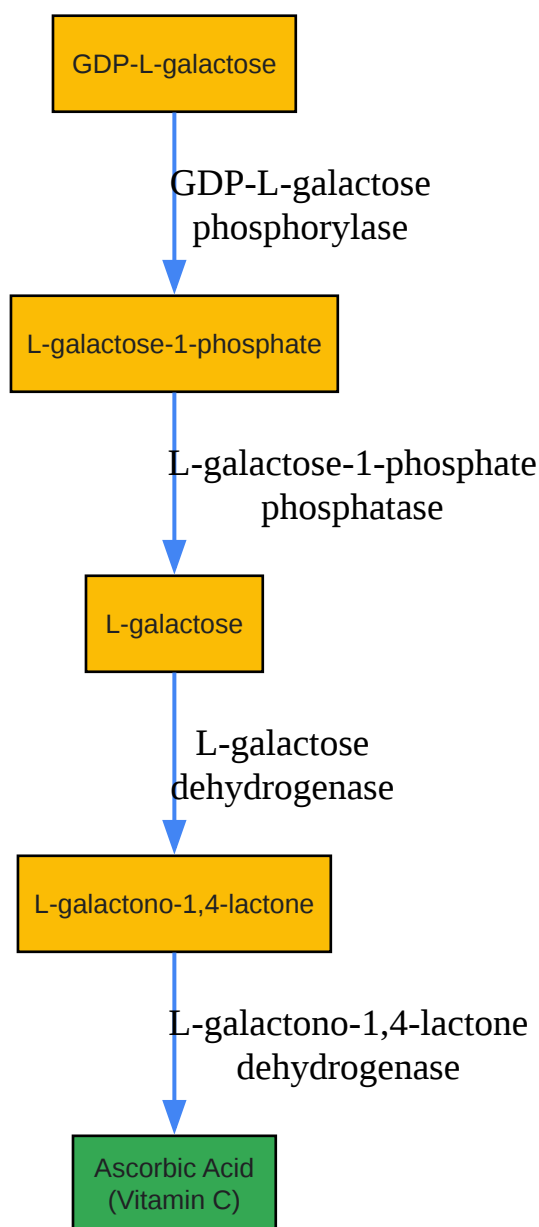 GDP-L-galactose
GDP-L-galactose
phosphorylase
L-galactose-1-phosphate
L-galactose-1-phosphate
phosphatase
L-galactose
L-galactose
dehydrogenase
L-galactono-1,4-lactone
L-galactono-1,4-lactone
dehydrogenase
Ascorbic Acid
(Vitamin C)